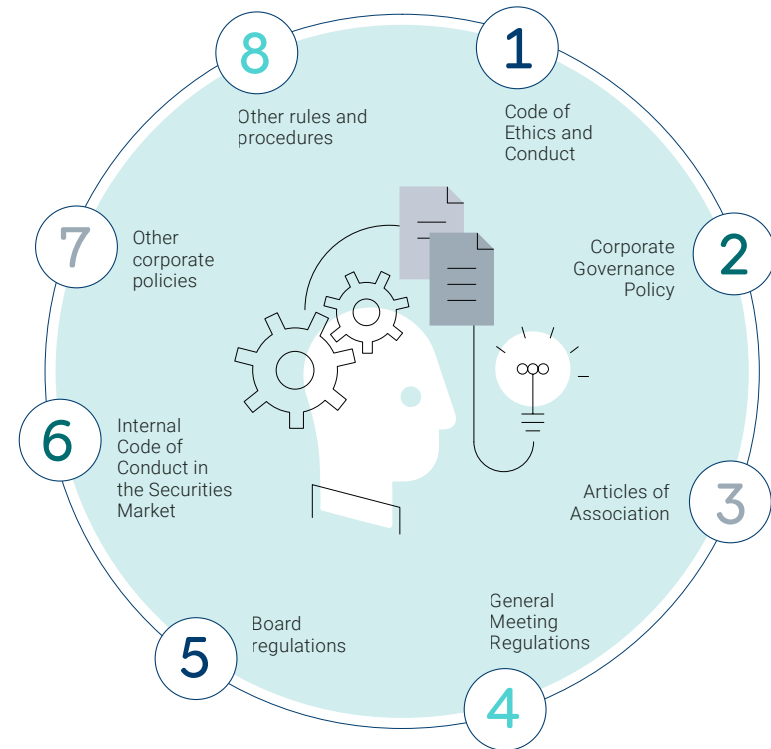 1
Code of
Ethics and
Conduct
2
Corporate
Governance
Policy
3
Articles of
Association
4
General
Meeting
Regulations
5
Board
regulations
6
Internal
Code of
Conduct in
the Securities
Market
7
Other
corporate
policies
8
Other rules and
procedures